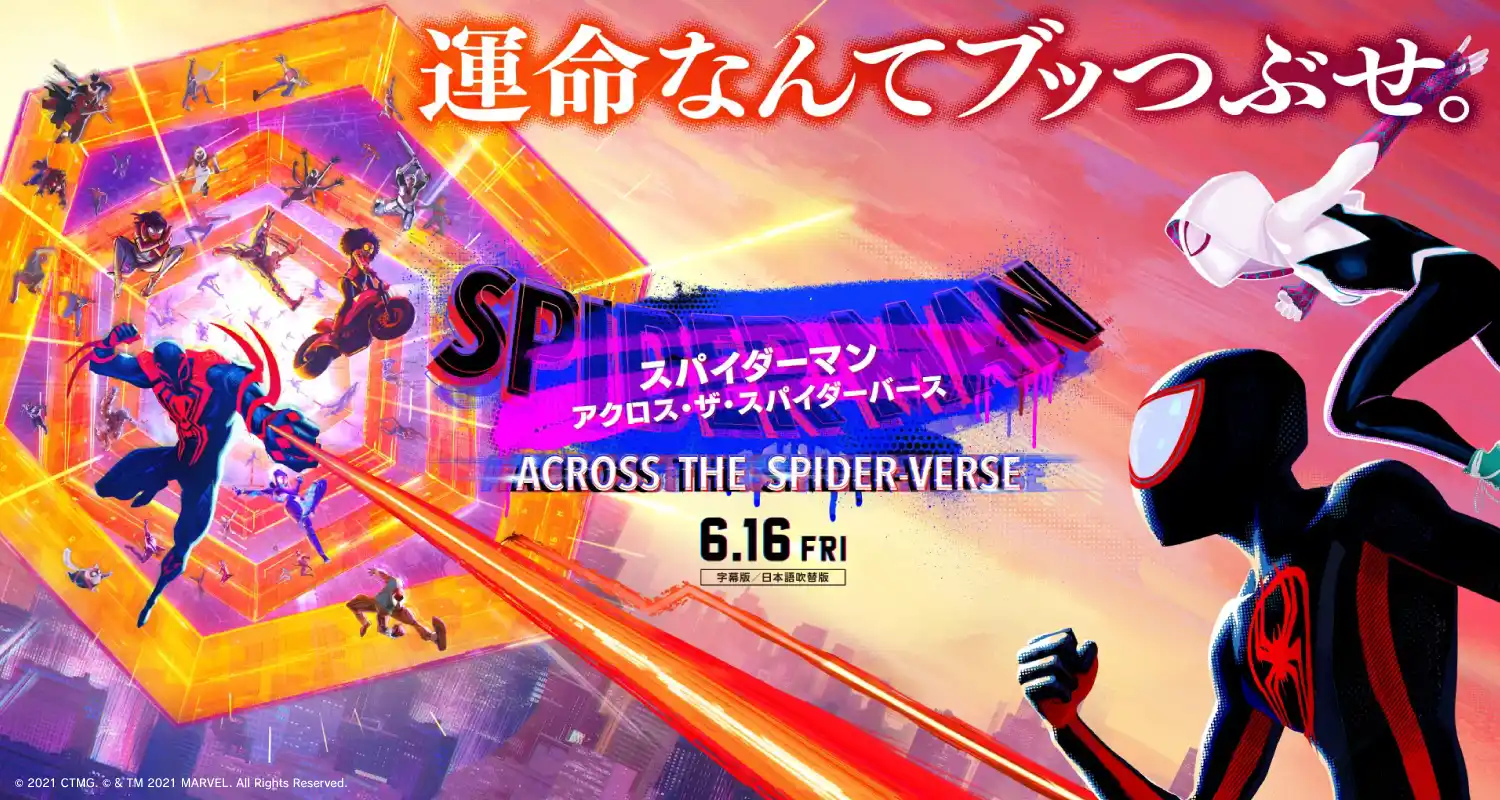 運命なんてブッつぶせ。
SPIDER-MAN
スパイダーマン
アクロス・ザ・スパイダーバース
ACROSS THE SPIDER-VERSE
6.16 FRI
字幕版／日本語吹替版
© 2021 CTMG. © & TM 2021 MARVEL. All Rights Reserved.